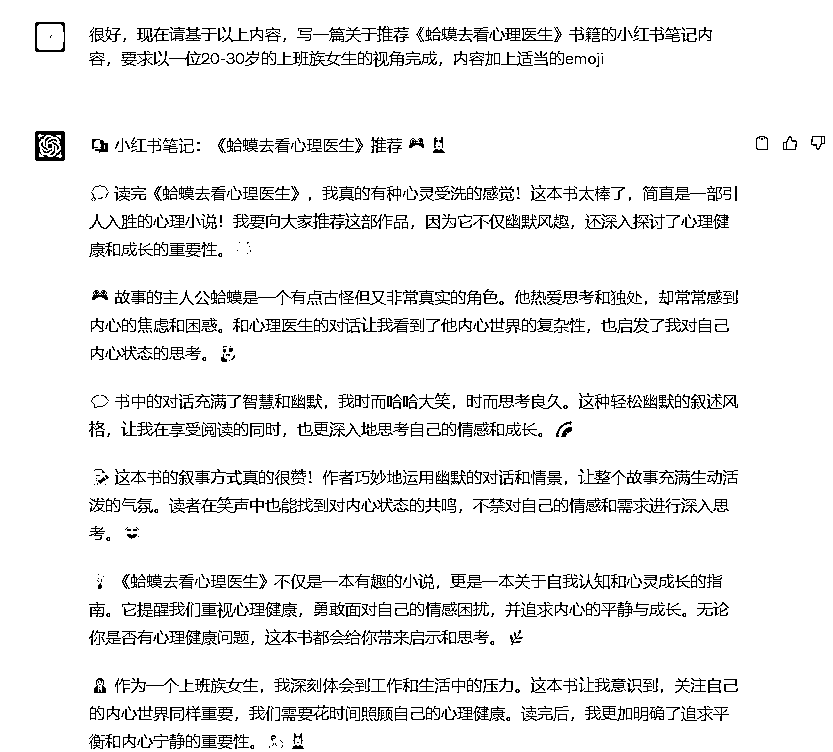 很好，现在请基于以上内容，写一篇关于推荐《蛤蟆去看心理医生》书籍的小红书笔记内
容，要求以一位20-30岁的上班族女生的视角完成，内容加上适当的emoji
小红书笔记：《蛤蟆去看心理医生》推荐
读完《蛤蟆去看心理医生》，我真的有种心灵受洗的感觉！这本书太棒了，简直是一部引
人入胜的心理小说！我要向大家推荐这部作品，因为它不仅幽默风趣，还深入探讨了心理健
康和成长的重要性。
故事的主人公蛤蟆是一个有点古怪但又非常真实的角色。他热爱思考和独处，却常常感到
内心的焦虑和困惑。和心理医生的对话让我看到了他内心世界的复杂性，也启发了我对自己
内心状态的思考。
书中的对话充满了智慧和幽默，我时而哈哈大笑，时而思考良久。这种轻松幽默的叙述风
格，让我在享受阅读的同时，也更深入地思考自己的情感和成长。
这本书的叙事方式真的很赞！作者巧妙地运用幽默的对话和情景，让整个故事充满生动活
泼的气氛。读者在笑声中也能找到对内心状态的共鸣，不禁对自己的情感和需求进行深入思
考。
《蛤蟆去看心理医生》不仅是一本有趣的小说，更是一本关于自我认知和心灵成长的指
南。它提醒我们重视心理健康，勇敢面对自己的情感困扰，并追求内心的平静与成长。无论
你是否有心理健康问题，这本书都会给你带来启示和思考。
作为一个上班族女生，我深刻体会到工作和生活中的压力。这本书让我意识到，关注自己
的内心世界同样重要，我们需要花时间照顾自己的心理健康。读完后，我更加明确了追求平
衡和内心宁静的重要性。